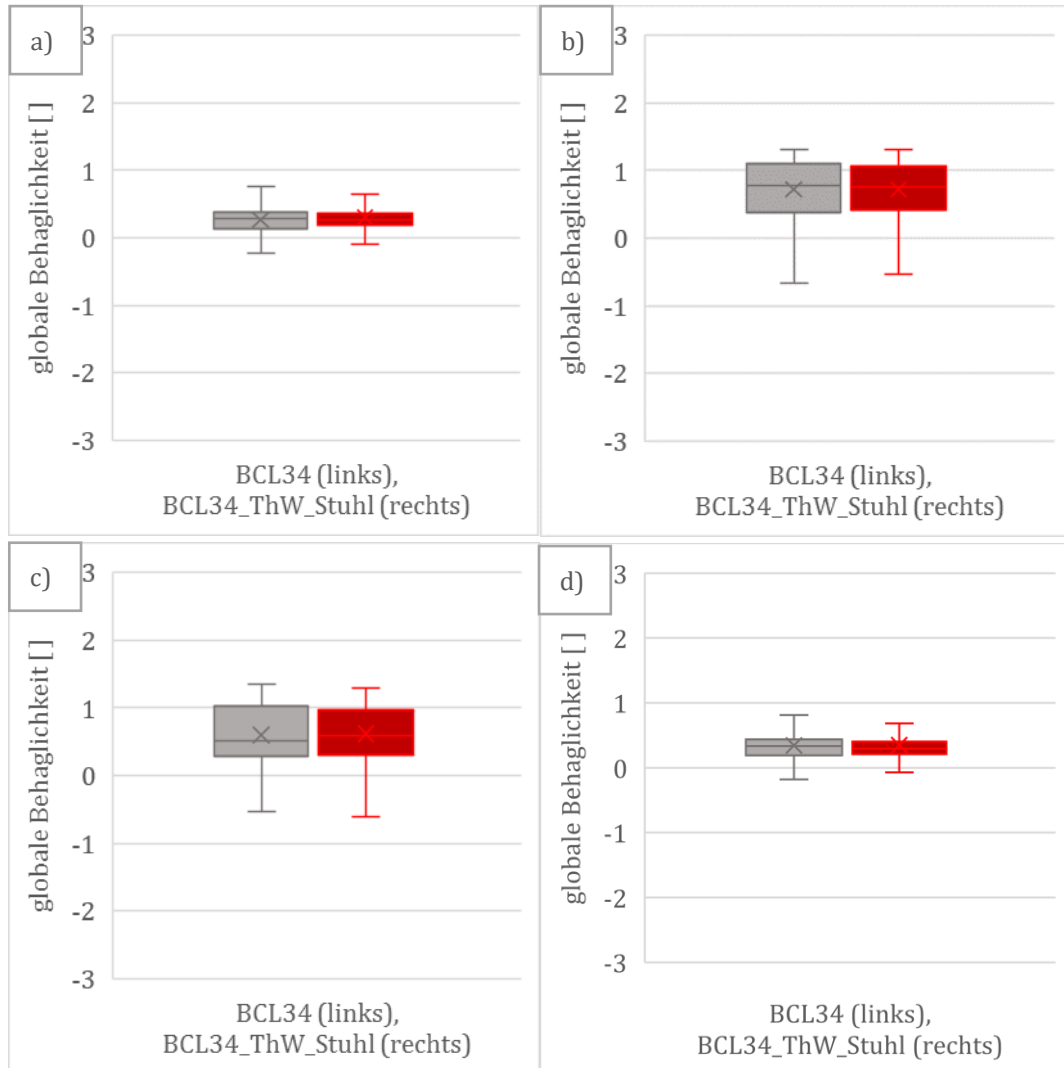 a)
3
2
1
0
-1
-2
-3
globale Behaglichkeit [ ]
BCL34 (links),
BCL34_ThW_Stuhl (rechts)
b)
3
2
1
0
-1
-2
-3
globale Behaglichkeit [ ]
BCL34 (links),
BCL34_ThW_Stuhl (rechts)
c)
3
2
1
0
-1
-2
-3
globale Behaglichkeit [ ]
BCL34 (links),
BCL34_ThW_Stuhl (rechts)
d)
3
2
1
0
-1
-2
-3
globale Behaglichkeit [ ]
BCL34 (links),
BCL34_ThW_Stuhl (rechts)